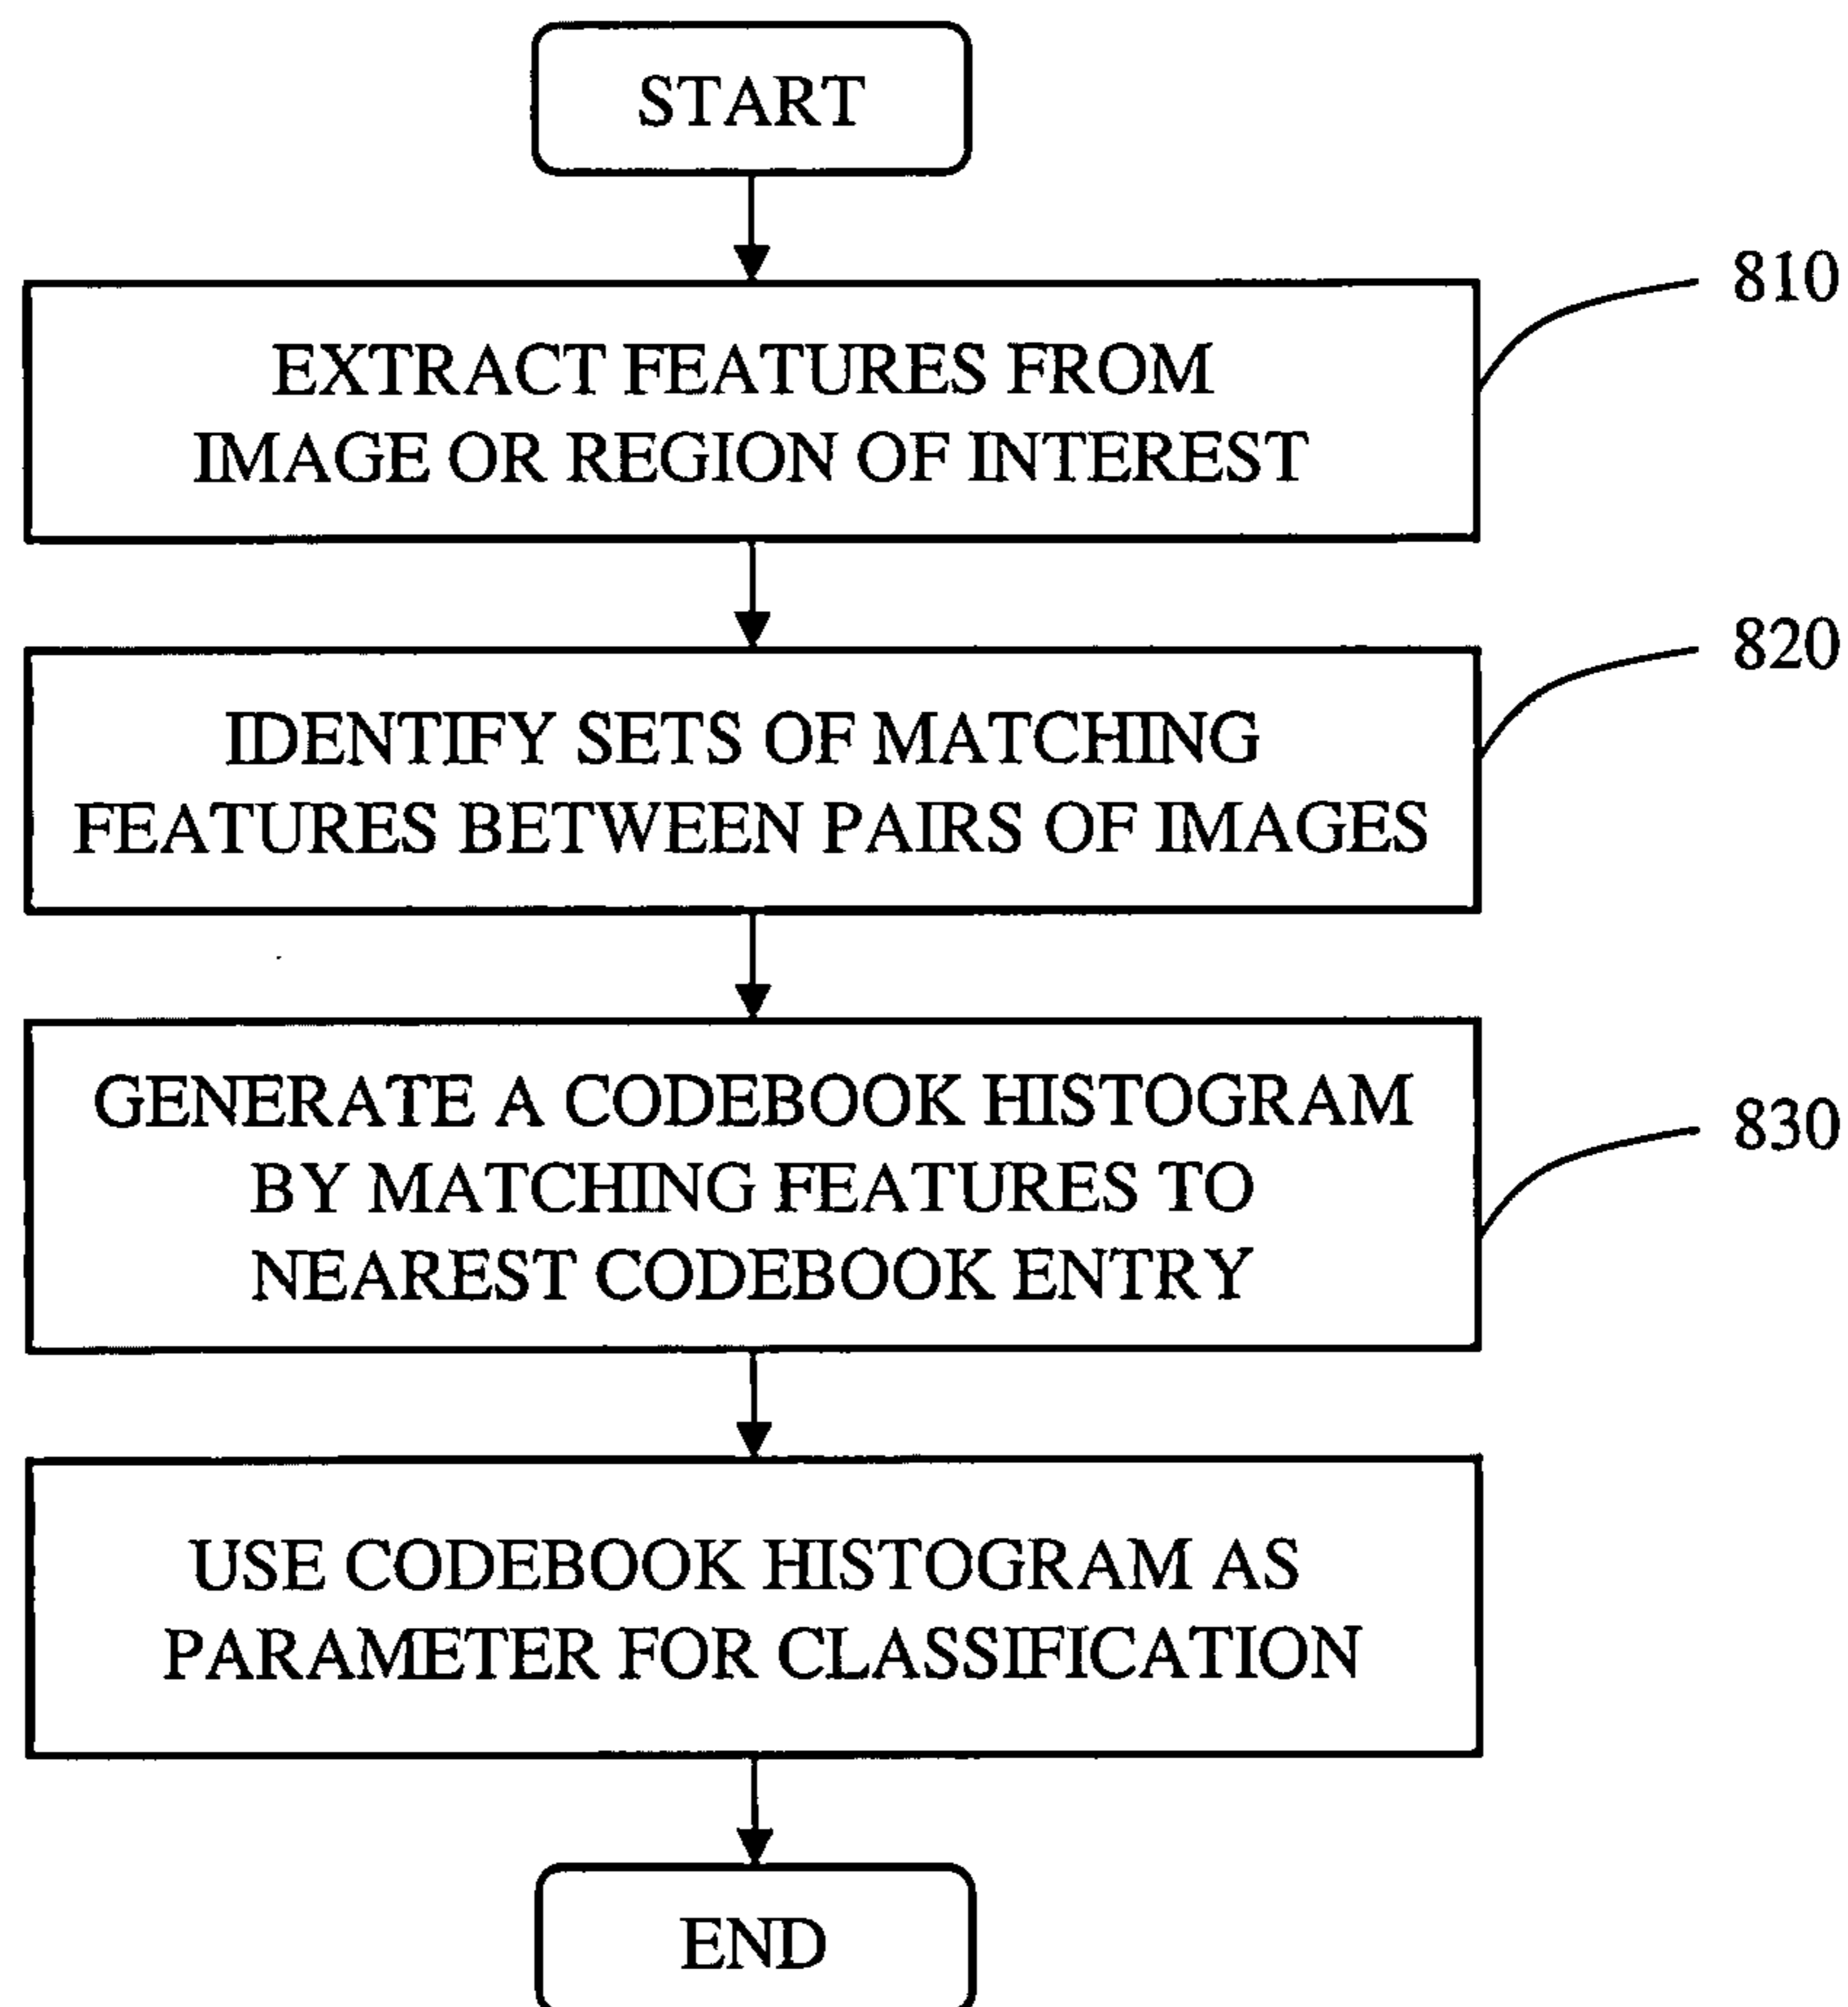 START
810
EXTRACT FEATURES FROM
IMAGE OR REGION OF INTEREST
820
IDENTIFY SETS OF MATCHING
FEATURES BETWEEN PAIRS OF IMAGES
GENERATE A CODEBOOK HISTOGRAM
830
BY MATCHING FEATURES TO
NEAREST CODEBOOK ENTRY
USE CODEBOOK HISTOGRAM AS
PARAMETER FOR CLASSIFICATION
END